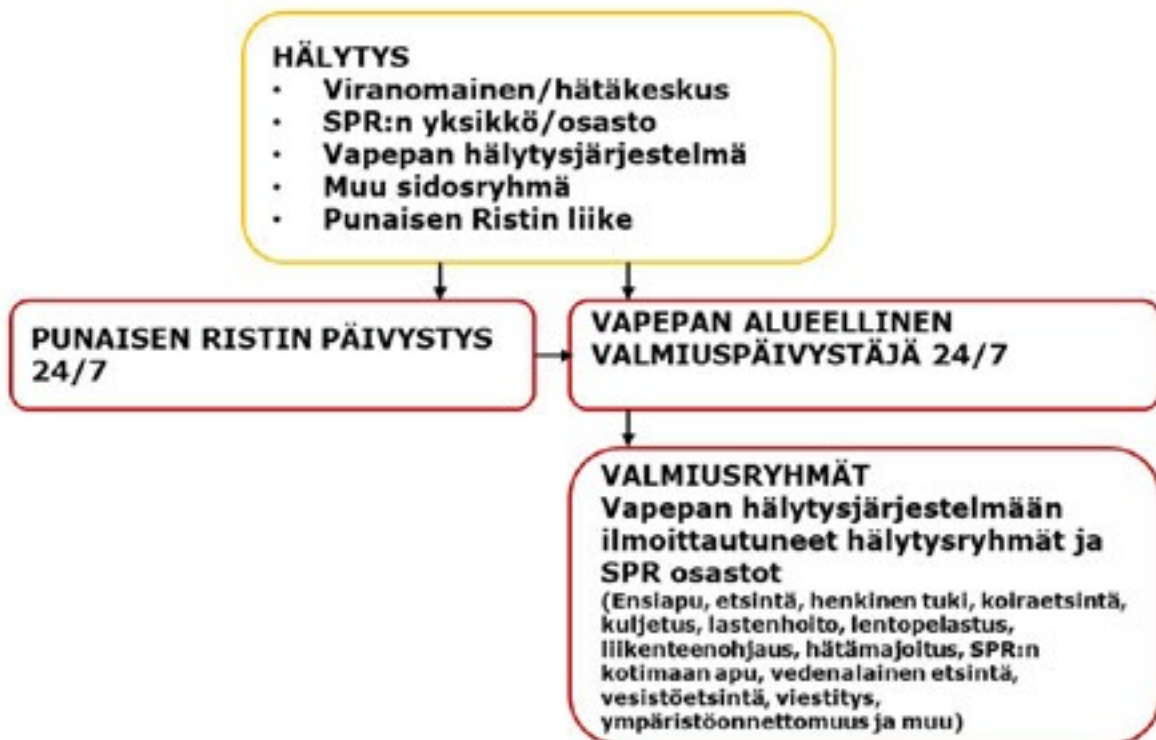 HÄLYTYS
· Viranomainen/hätäkeskus
· SPR:n yksikkö/osasto
· Vapepan hälytysjärjestelmä
· Muu sidosryhmä
· Punaisen Ristin liike
PUNAISEN RISTIN PÄIVYSTYS
24/7
VAPEPAN ALUEELLINEN
VALMIUSPÄIVYSTÄJÄ 24/7
VALMIUSRYHMÄT
Vapepan hälytysjärjestelmään
ilmoittautuneet hälytysryhmät ja
SPR osastot
(Ensiapu, etsintä, henkinen tuki, koiraetsintä,
kuljetus, lastenhoito, lentopelastus,
liikenteenohjaus, hätämajoitus, SPR:n
kotimaan apu, vedenalainen etsintä,
vesistöetsintä, viestitys,
ympäristöonnettomuus ja muu)